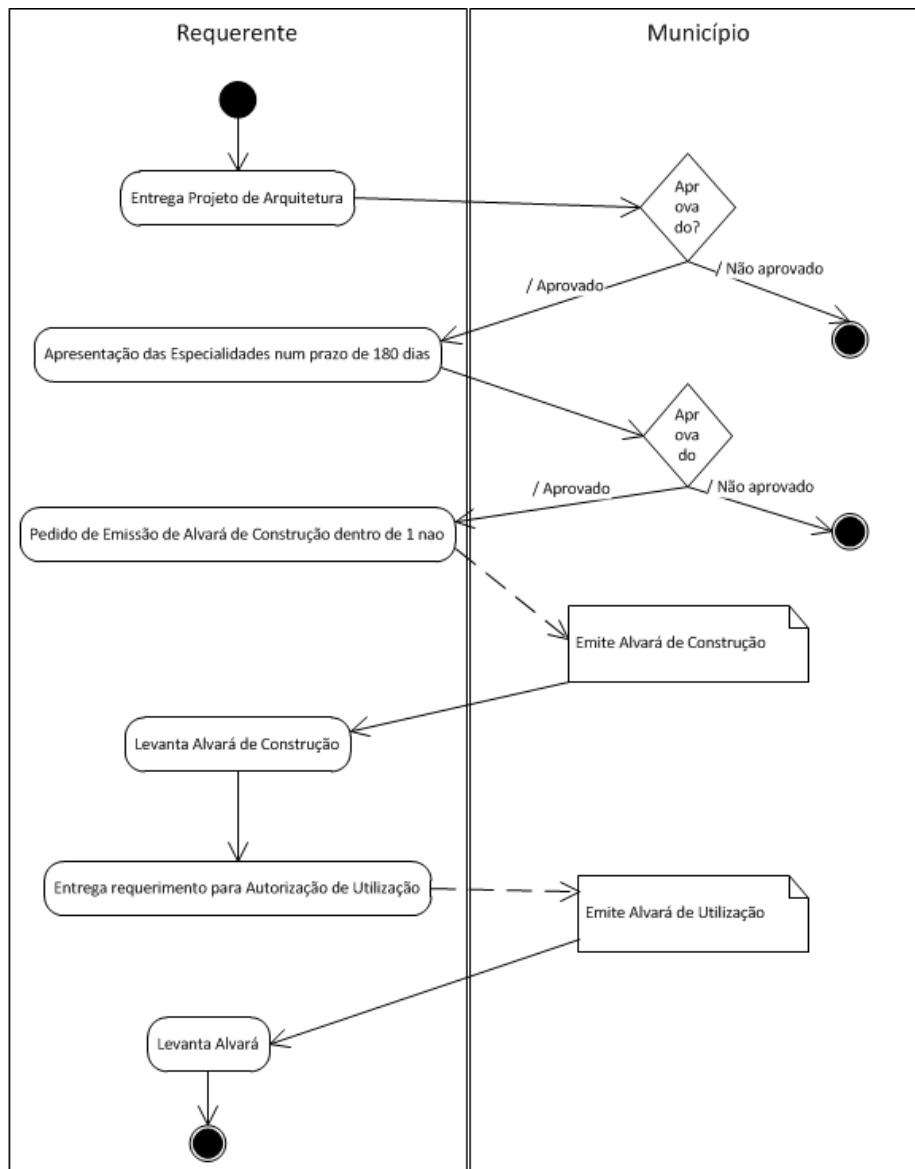 Requerente
Município
Entrega Projeto de Arquitetura
Apr
ova
do?
/ Aprovado
/ Não aprovado
Apresentação das Especialidades num prazo de 180 dias
Apr
ova
do
/ Aprovado
/ Não aprovado
Pedido de Emissão de Alvará de Construção dentro de 1 nao
Emite Alvará de Construção
Levanta Alvará de Construção
Entrega requerimento para Autorização de Utilização
Emite Alvará de Utilização
Levanta Alvará